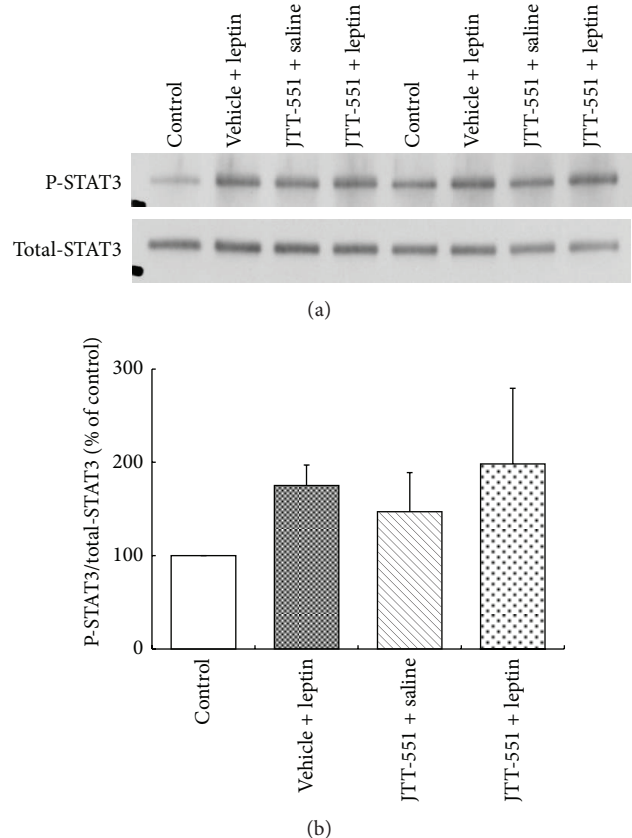 Control
Vehicle + leptin
JTT-551 + saline
JTT-551 + leptin
Control
Vehicle + leptin
JTT-551 + saline
JTT-551 + leptin
P-STAT3
Total-STAT3
(a)
P-STAT3/total-STAT3 (% of control)
300
200
100
0
Control
Vehicle + leptin
JTT-551 + saline
JTT-551 + leptin
(b)